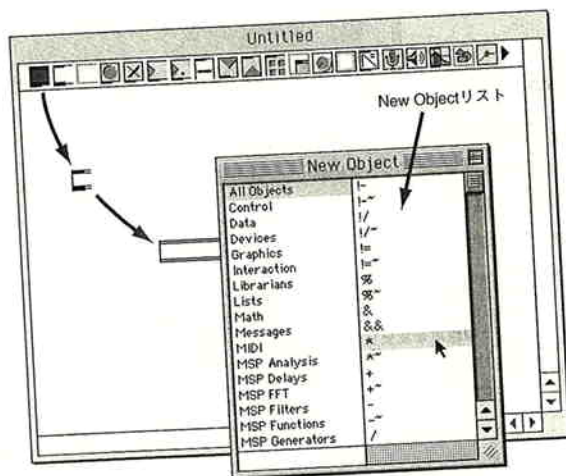 Untitled
New Objectリスト
New Object
All Objects
Control
Data
Devices
Graphics
Interaction
Librarians
Lists
Math
Messages
MIDI
MSP Analysis
MSP Delays
MSP FFT
MSP Filters
MSP Functions
MSP Generators
!-
!-~
!/
!/~
!=
!=~
%
%~
&
&&
*
*~
+
+~
-
-~
/